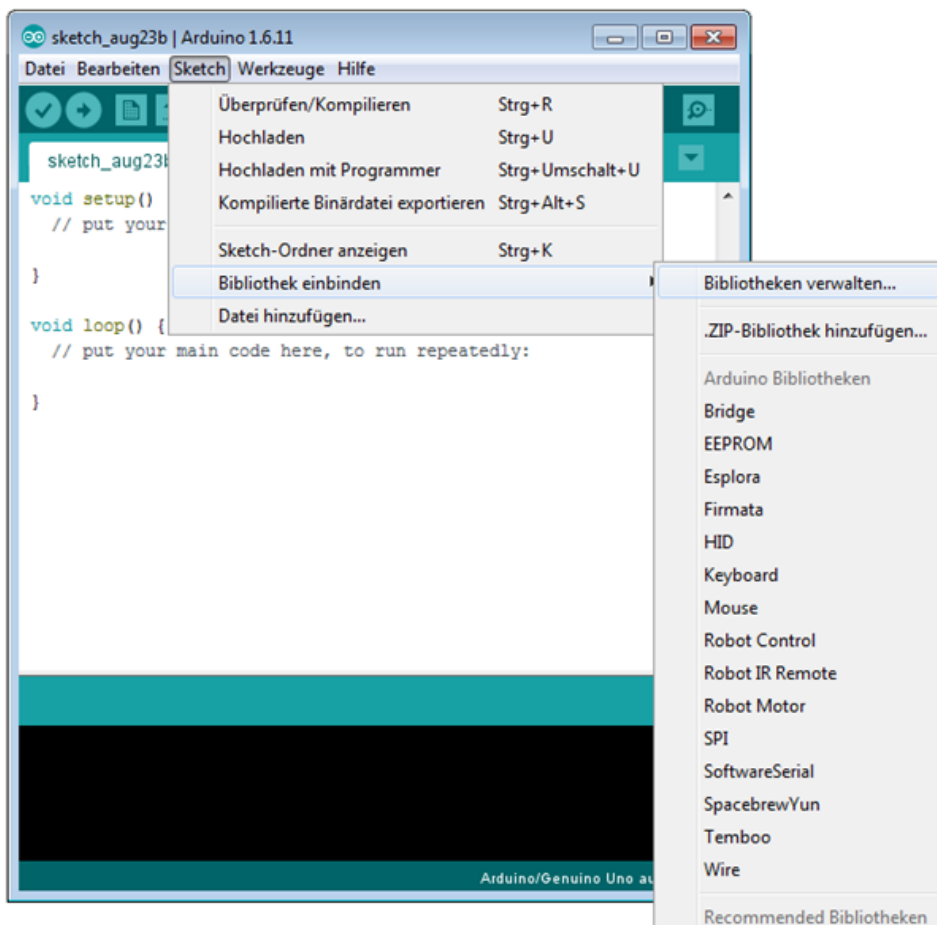 sketch_aug23b | Arduino 1.6.11
Datei Bearbeiten Sketch Werkzeuge Hilfe
Überprüfen/Kompilieren Strg+R
Hochladen Strg+U
Hochladen mit Programmer Strg+Umschalt+U
Kompilierte Binärdatei exportieren Strg+Alt+S
Sketch-Ordner anzeigen Strg+K
Bibliothek einbinden
Datei hinzufügen...
sketch_aug23b
void setup()
// put your
}
void loop() {
// put your main code here, to run repeatedly:
}
Arduino/Genuino Uno au
Bibliotheken verwalten...
.ZIP-Bibliothek hinzufügen...
Arduino Bibliotheken
Bridge
EEPROM
Esplora
Firmata
HID
Keyboard
Mouse
Robot Control
Robot IR Remote
Robot Motor
SPI
SoftwareSerial
SpacebrewYun
Temboo
Wire
Recommended Bibliotheken